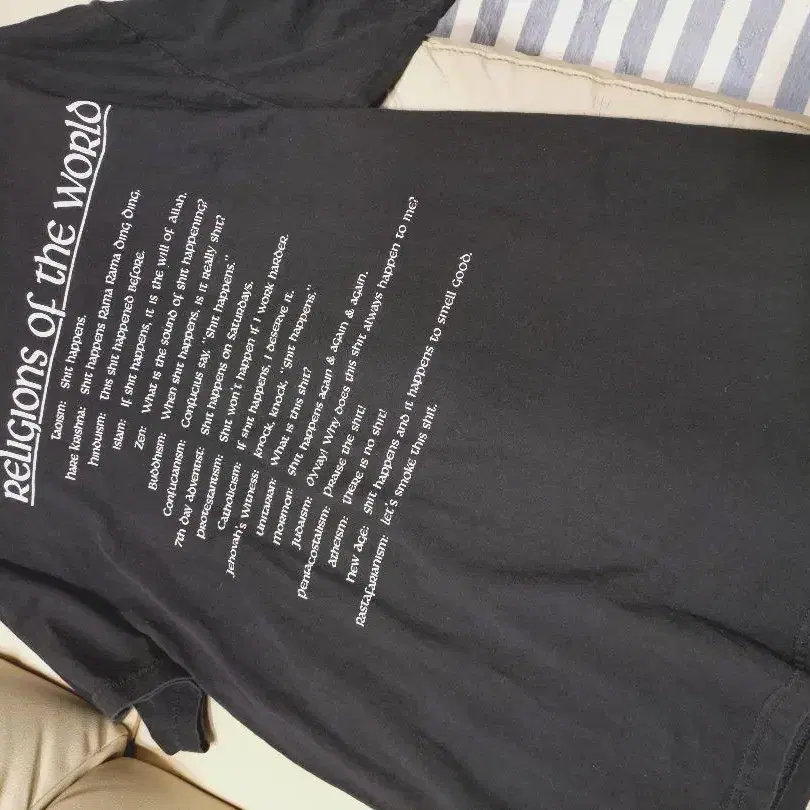 Religions of the World
Taoism: Shit happens.
Hare Krishna: Shit happens Rama Rama Ding Ding.
Hinduism: This shit happened before.
Islam: If shit happens, it is the will of Allah.
Zen: What is the sound of shit happening?
Buddhism: When shit happens, is it really shit?
Confucianism: Confucius say, "Shit happens."
7th Day Adventist: Shit happens on Saturdays.
Protestantism: Shit won't happen if I work harder.
Catholicism: If shit happens, I deserve it.
Jehovah's Witness: Knock, knock, "Shit happens."
Unitarian: What is this shit?
Mormon: Shit happens again & again & again.
Judaism: Oyvay! Why does this shit always happen to me?
Pentacostalism: Praise the shit!
Atheism: There is no shit!
New Age: Shit happens and it happens to smell good.
Rastafarianism: Let's smoke this shit.